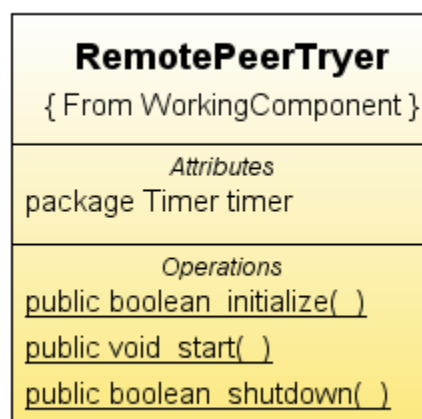 RemotePeerTryer
{ From WorkingComponent }
Attributes
package Timer timer
Operations
public boolean initialize( )
public void start( )
public boolean shutdown( )